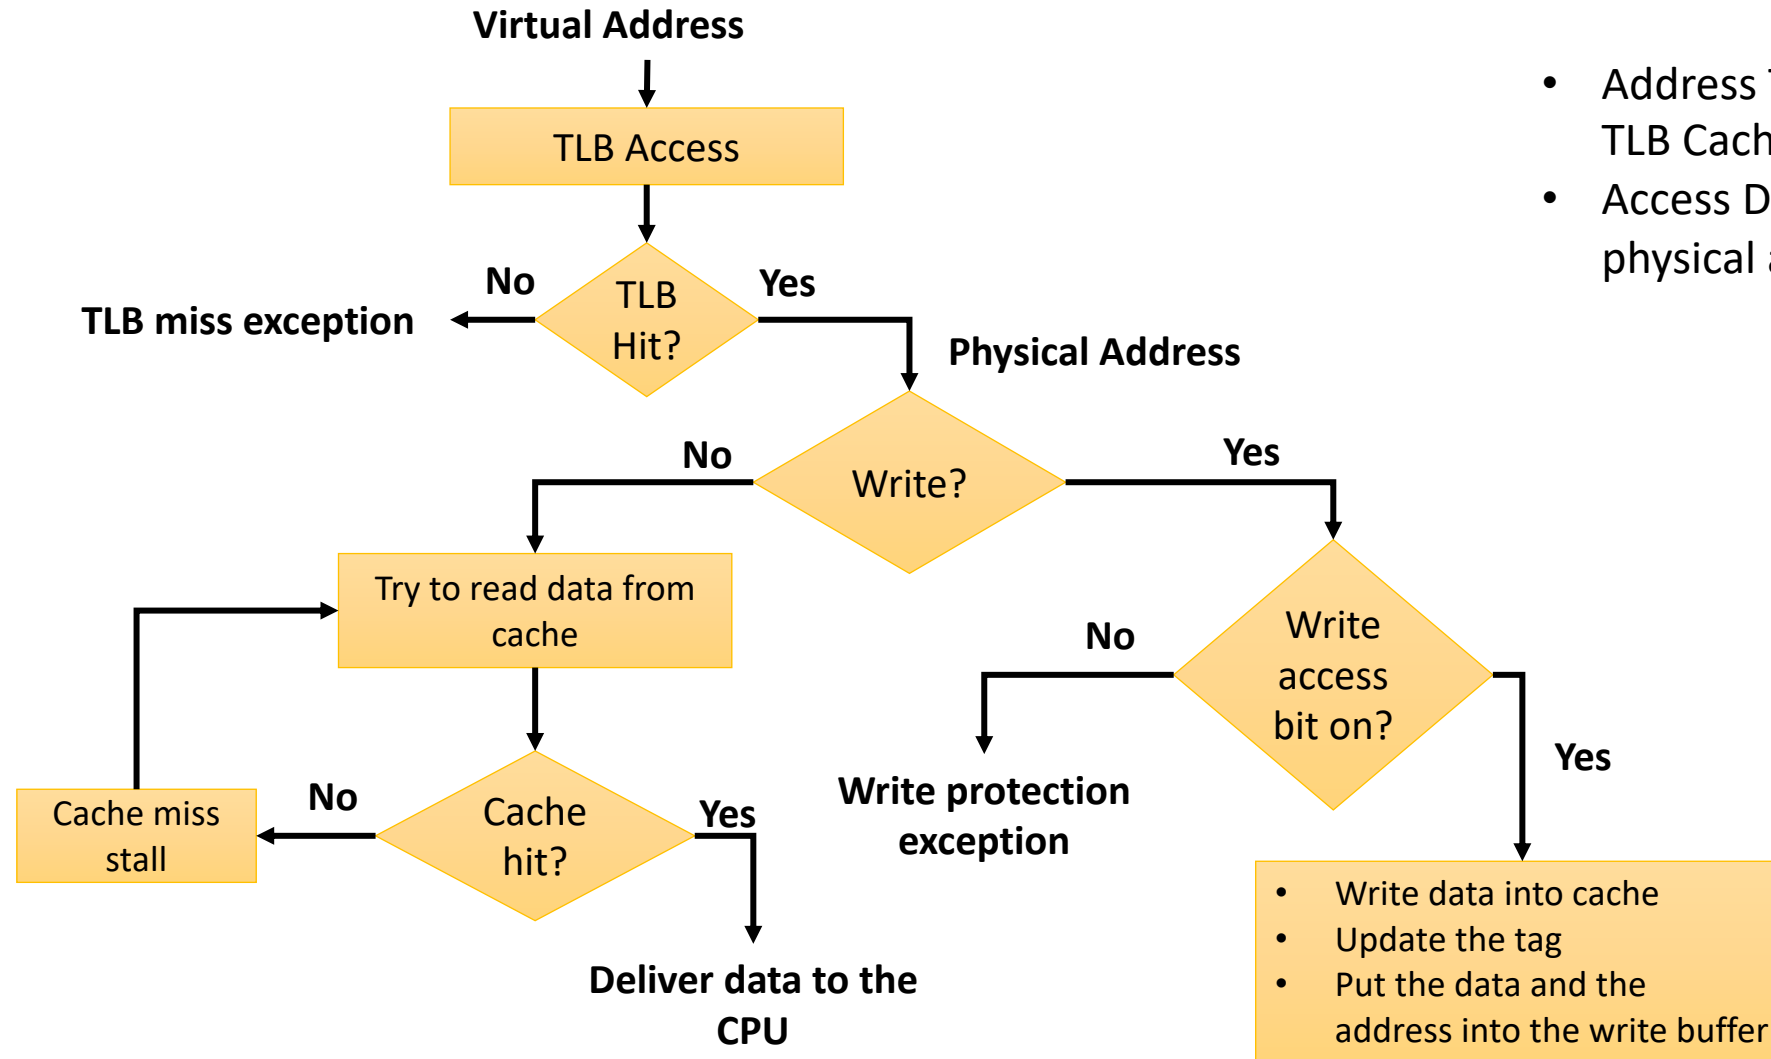 Virtual Address
• Address
TLB
• Access
physical
TLB Access
No
Yes
TLB
Hit?
TLB miss exception
Physical Address
No
Yes
Write?
Try to read data from
cache
No
Write
access
bit on?
Yes
Cache miss
stall
No
Cache
hit?
Yes
Write protection
exception
Deliver data to the
CPU
• Write data into cache
• Update the tag
• Put the data and the
address into the write buffer